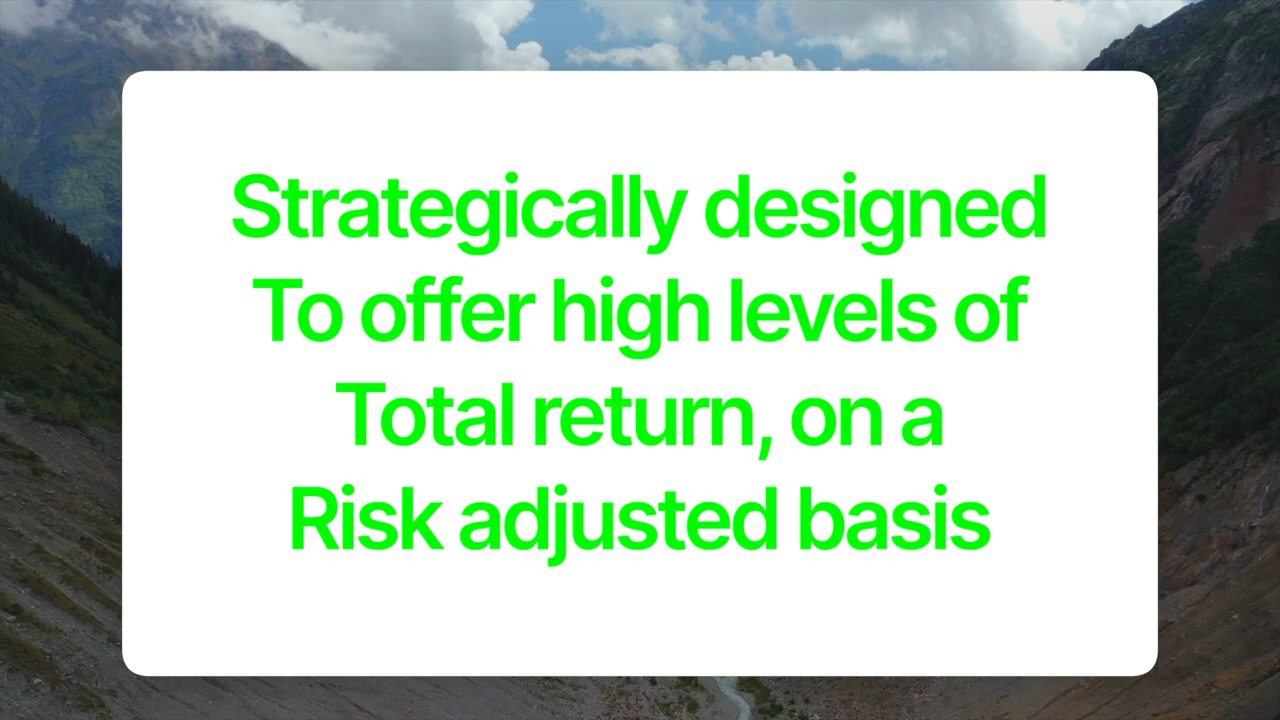 Strategically designed
To offer high levels of
Total return, on a
Risk adjusted basis